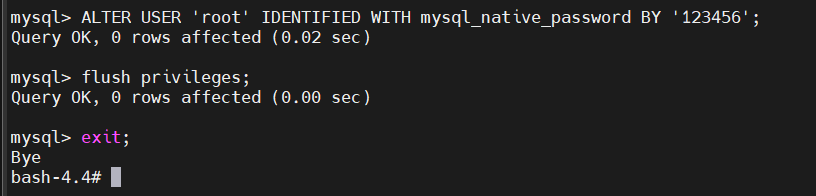 mysql> ALTER USER 'root' IDENTIFIED WITH mysql_native_password BY '123456';
Query OK, 0 rows affected (0.02 sec)
mysql> flush privileges;
Query OK, 0 rows affected (0.00 sec)
mysql> exit;
Bye
bash-4.4#